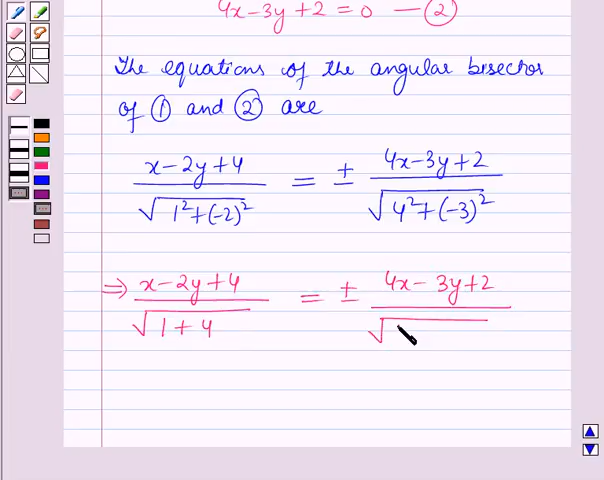 4x-3y+2 = 0 — ②
The equations of the angular bisector
of ① and ② are
x-2y+4 / √(1²+(-2)²) = ± 4x-3y+2 / √(4²+(-3)²)
⇒ x-2y+4 / √(1+4) = ± 4x-3y+2 / √